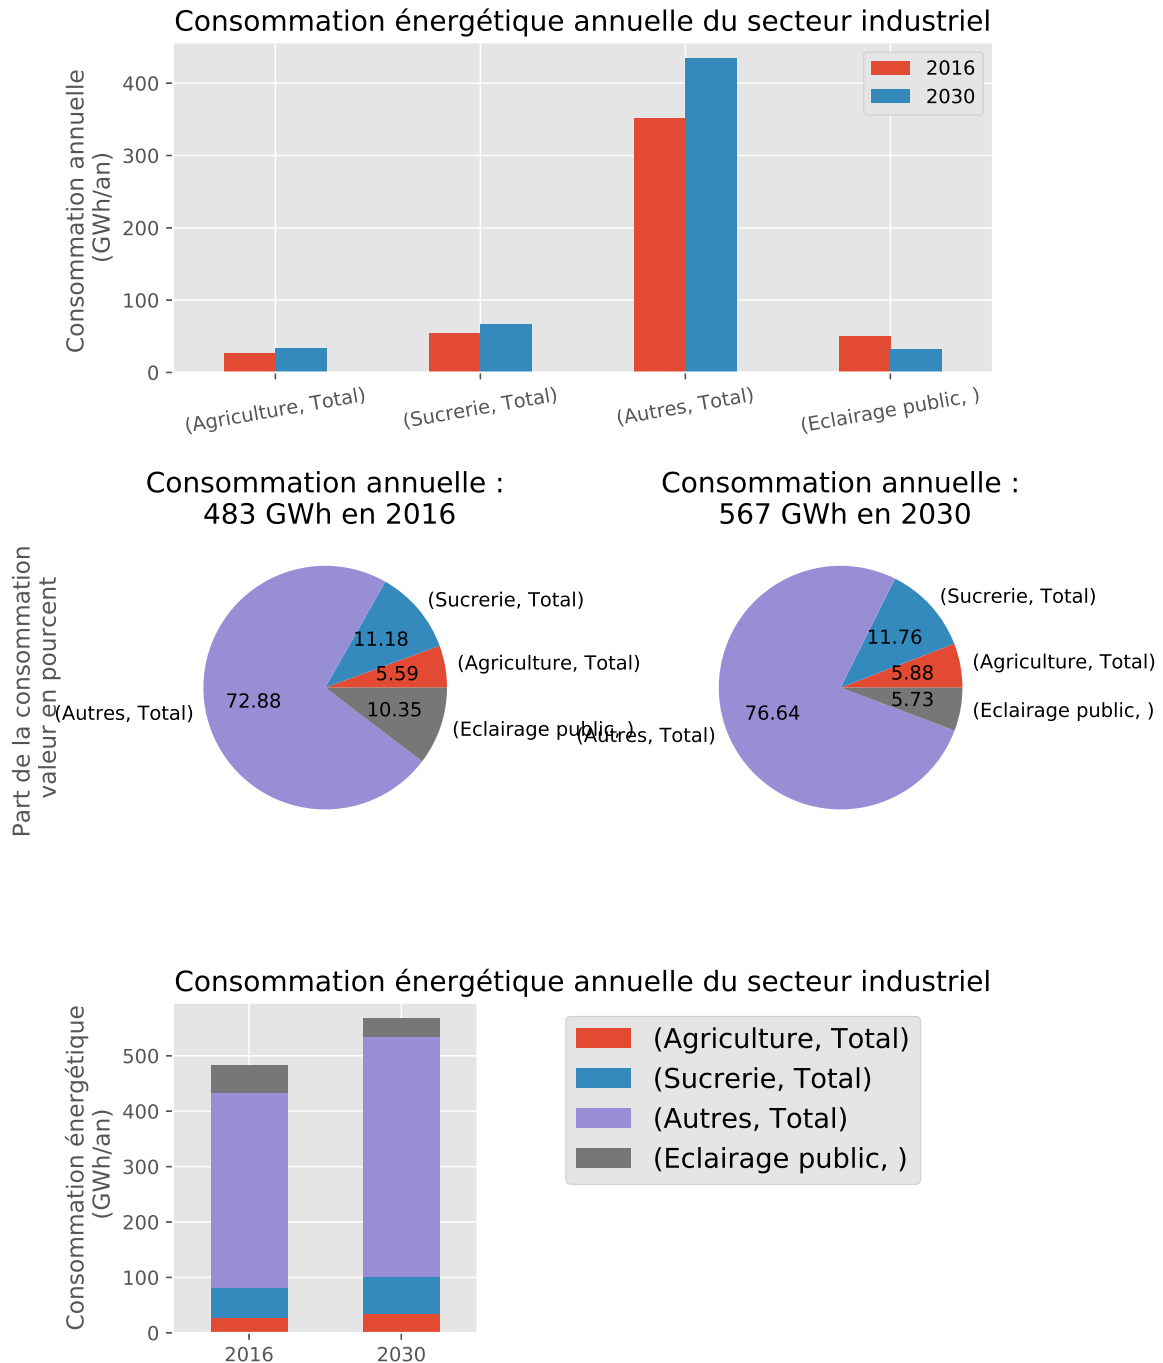 Consommation énergétique annuelle du secteur industriel
Consommation annuelle
(GWh/an)
400
300
200
100
0
2016
2030
(Agriculture, Total)
(Sucrerie, Total)
(Autres, Total)
(Eclairage public, )
Consommation annuelle :
483 GWh en 2016
Consommation annuelle :
567 GWh en 2030
Part de la consommation
valeur en pourcent
(Sucrerie, Total)
11.18
(Agriculture, Total)
5.59
72.88
(Autres, Total)
10.35
(Eclairage public, )
(Sucrerie, Total)
11.76
(Agriculture, Total)
5.88
5.73
(Eclairage public, )
76.64
(Autres, Total)
Consommation énergétique annuelle du secteur industriel
Consommation énergétique
(GWh/an)
500
400
300
200
100
0
2016
2030
(Agriculture, Total)
(Sucrerie, Total)
(Autres, Total)
(Eclairage public, )